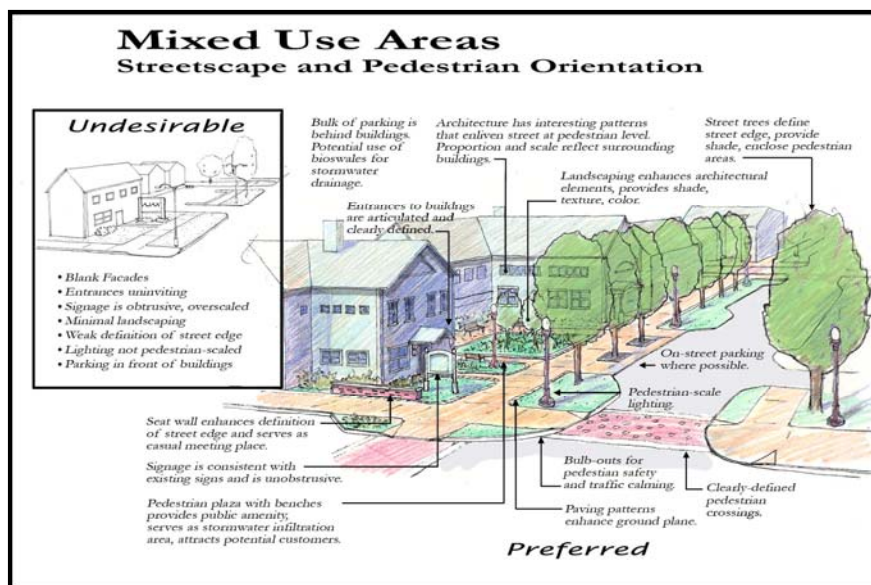 Mixed Use Areas
Streetscape and Pedestrian Orientation
Undesirable
• Blank Facades
• Entrances uninviting
• Signage is obtrusive, overscaled
• Minimal landscaping
• Weak definition of street edge
• Lighting not pedestrian-scaled
• Parking in front of buildings
Bulk of parking is
behind buildings.
Potential use of
bioswales for
stormwater
drainage.
Architecture has interesting patterns
that enliven street at pedestrian level.
Proportion and scale reflect surrounding
buildings.
Street trees define
street edge, provide
shade, enclose pedestrian
areas.
Landscaping enhances architectural
elements, provides shade,
texture, color.
Entrances to buildings
are articulated and
clearly defined.
On-street parking
where possible.
Pedestrian-scale
lighting.
Seat wall enhances definition
of street edge and serves as
casual meeting place.
Signage is consistent with
existing signs and is unobstrusive.
Pedestrian plaza with benches
provides public amenity,
serves as stormwater infiltration
area, attracts potential customers.
Bulb-outs for
pedestian safety
and traffic calming.
Paving patterns
enhance ground plane.
Clearly-defined
pedestrian
crossings.
Preferred